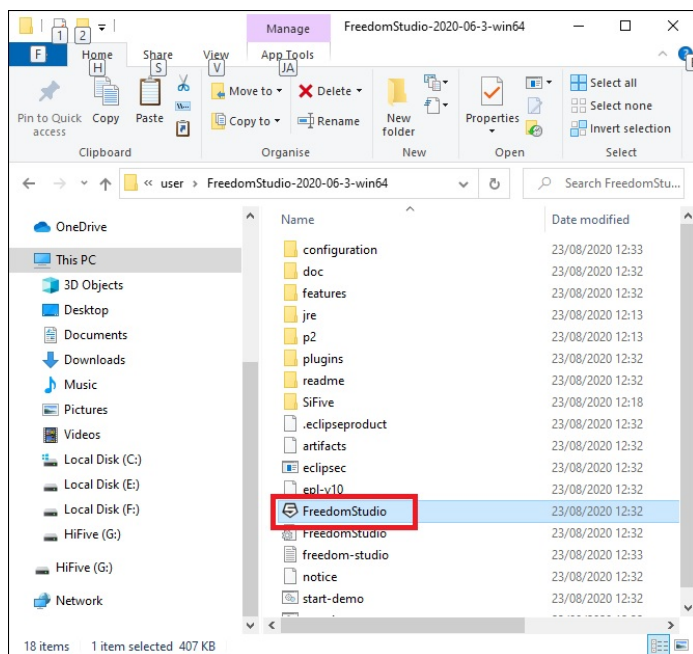 1 2 Manage FreedomStudio-2020-06-3-win64
F Home Share View App Tools
H S V JA
Pin to Quick access
Copy
Paste
Move to
Copy to
Delete
Rename
New folder
Properties
Select all
Select none
Invert selection
Clipboard Organise New Open Select
« user › FreedomStudio-2020-06-3-win64 Search FreedomStu...
OneDrive
This PC
3D Objects
Desktop
Documents
Downloads
Music
Pictures
Videos
Local Disk (C:)
Local Disk (E:)
Local Disk (F:)
HiFive (G:)
HiFive (G:)
Network
Name Date modified
configuration 23/08/2020 12:33
doc 23/08/2020 12:32
features 23/08/2020 12:32
jre 23/08/2020 12:13
p2 23/08/2020 12:13
plugins 23/08/2020 12:32
readme 23/08/2020 12:32
SiFive 23/08/2020 12:18
.eclipseproduct 23/08/2020 12:32
artifacts 23/08/2020 12:32
eclipsec 23/08/2020 12:32
epl-v10 23/08/2020 12:32
FreedomStudio 23/08/2020 12:32
FreedomStudio 23/08/2020 12:32
freedom-studio 23/08/2020 12:33
notice 23/08/2020 12:32
start-demo 23/08/2020 12:32
18 items 1 item selected 407 KB